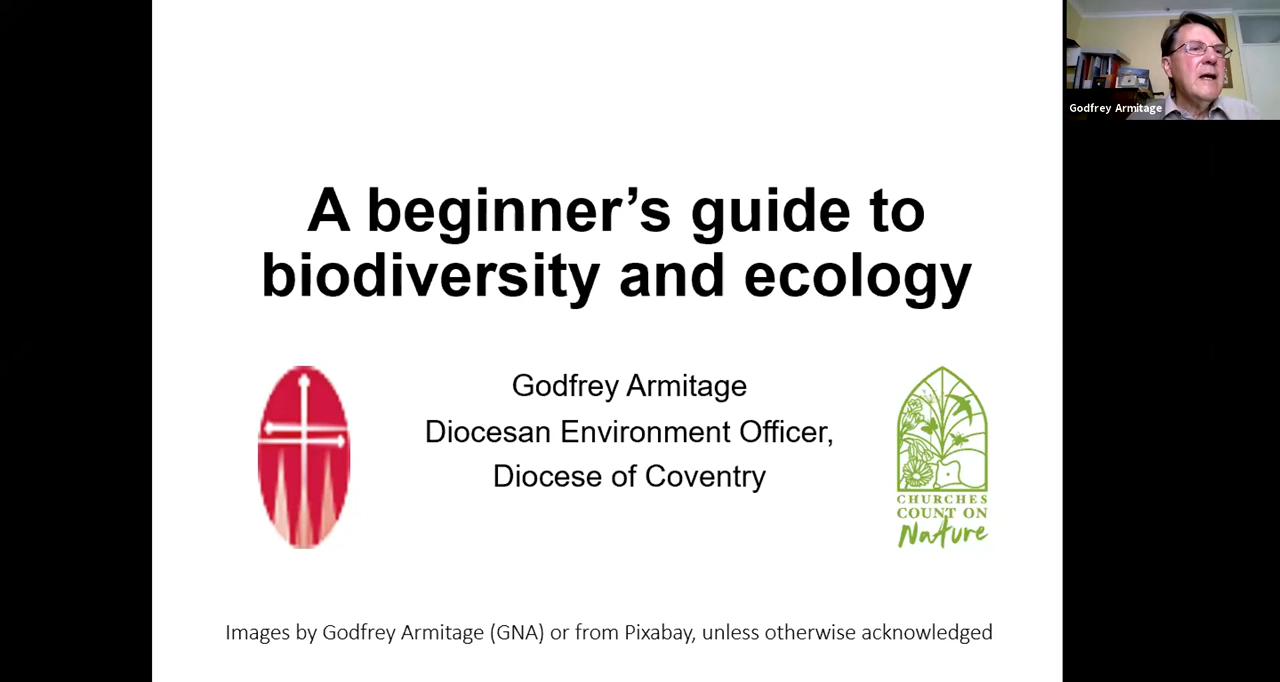 Godfrey Armitage
A beginner’s guide to
biodiversity and ecology
Godfrey Armitage
Diocesan Environment Officer,
Diocese of Coventry
CHURCHES
COUNT ON
Nature
Images by Godfrey Armitage (GNA) or from Pixabay, unless otherwise acknowledged